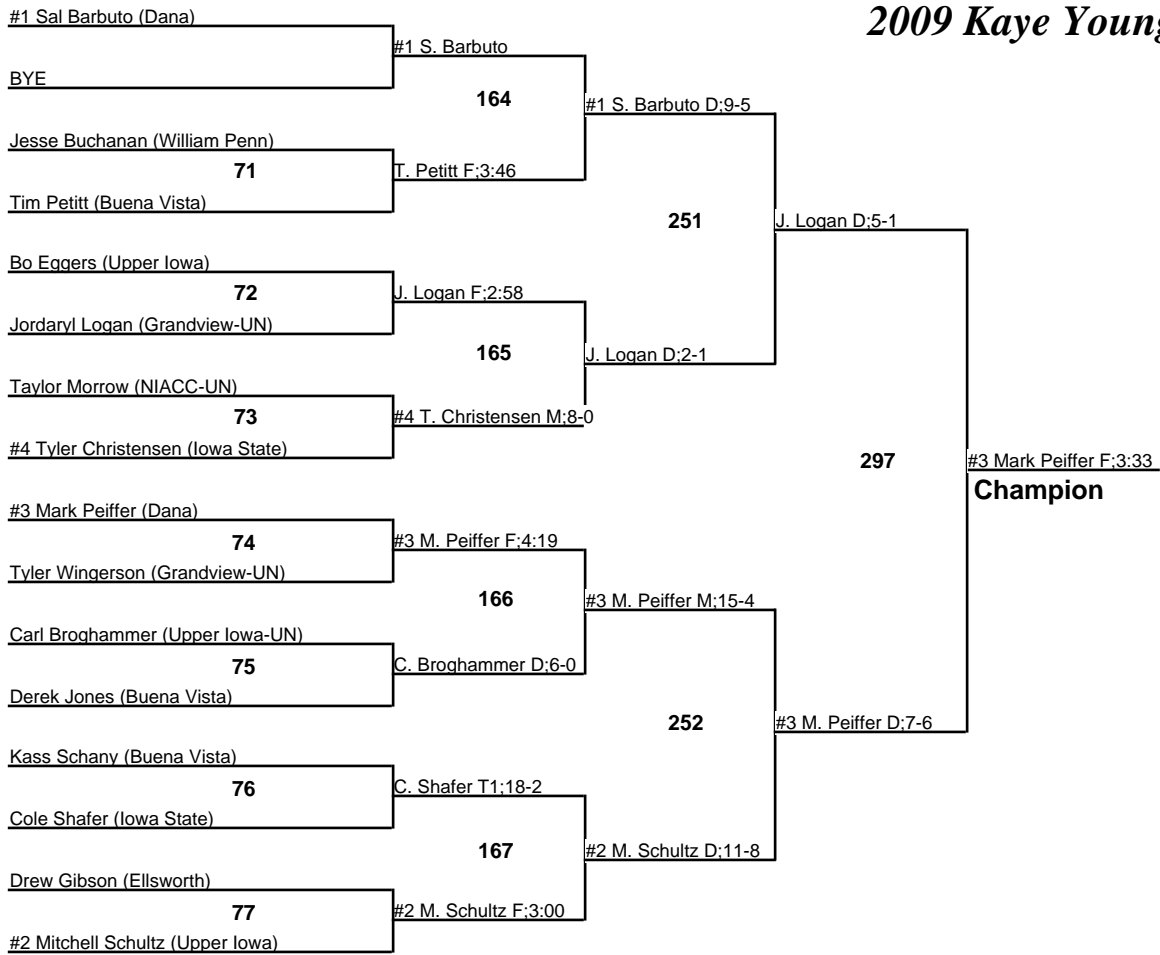 2009 Kaye Young
#1 Sal Barbuto (Dana)
BYE
Jesse Buchanan (William Penn)
71
Tim Petitt (Buena Vista)
Bo Eggers (Upper Iowa)
72
Jordaryl Logan (Grandview-UN)
Taylor Morrow (NIACC-UN)
73
#4 Tyler Christensen (Iowa State)
#3 Mark Peiffer (Dana)
74
Tyler Wingerson (Grandview-UN)
Carl Broghammer (Upper Iowa-UN)
75
Derek Jones (Buena Vista)
Kass Schany (Buena Vista)
76
Cole Shafer (Iowa State)
Drew Gibson (Ellsworth)
77
#2 Mitchell Schultz (Upper Iowa)
#1 S. Barbuto
164
T. Petitt F;3:46
J. Logan F;2:58
165
#4 T. Christensen M;8-0
#3 M. Peiffer F;4:19
166
C. Broghammer D;6-0
C. Shafer T1;18-2
167
#2 M. Schultz F;3:00
#1 S. Barbuto D;9-5
251
J. Logan D;2-1
#3 M. Peiffer M;15-4
252
#2 M. Schultz D;11-8
J. Logan D;5-1
297
#3 M. Peiffer D;7-6
#3 Mark Peiffer F;3:33
Champion